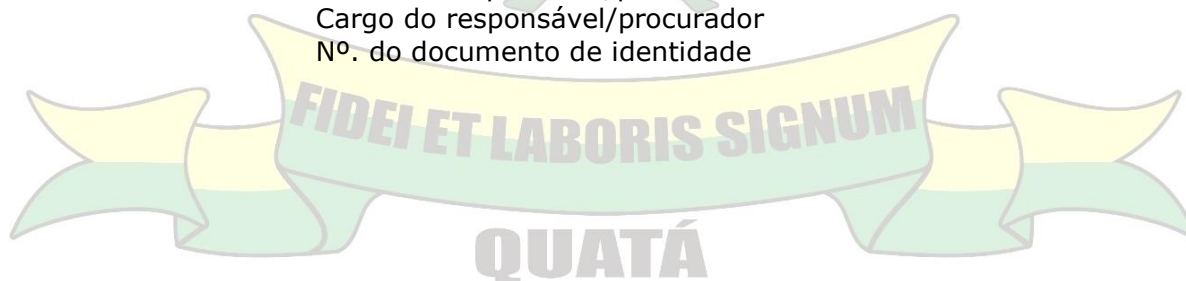 Cargo do responsável/procurador
Nº. do documento de identidade
FIDEI ET LABORIS SIGNUM
QUATÁ